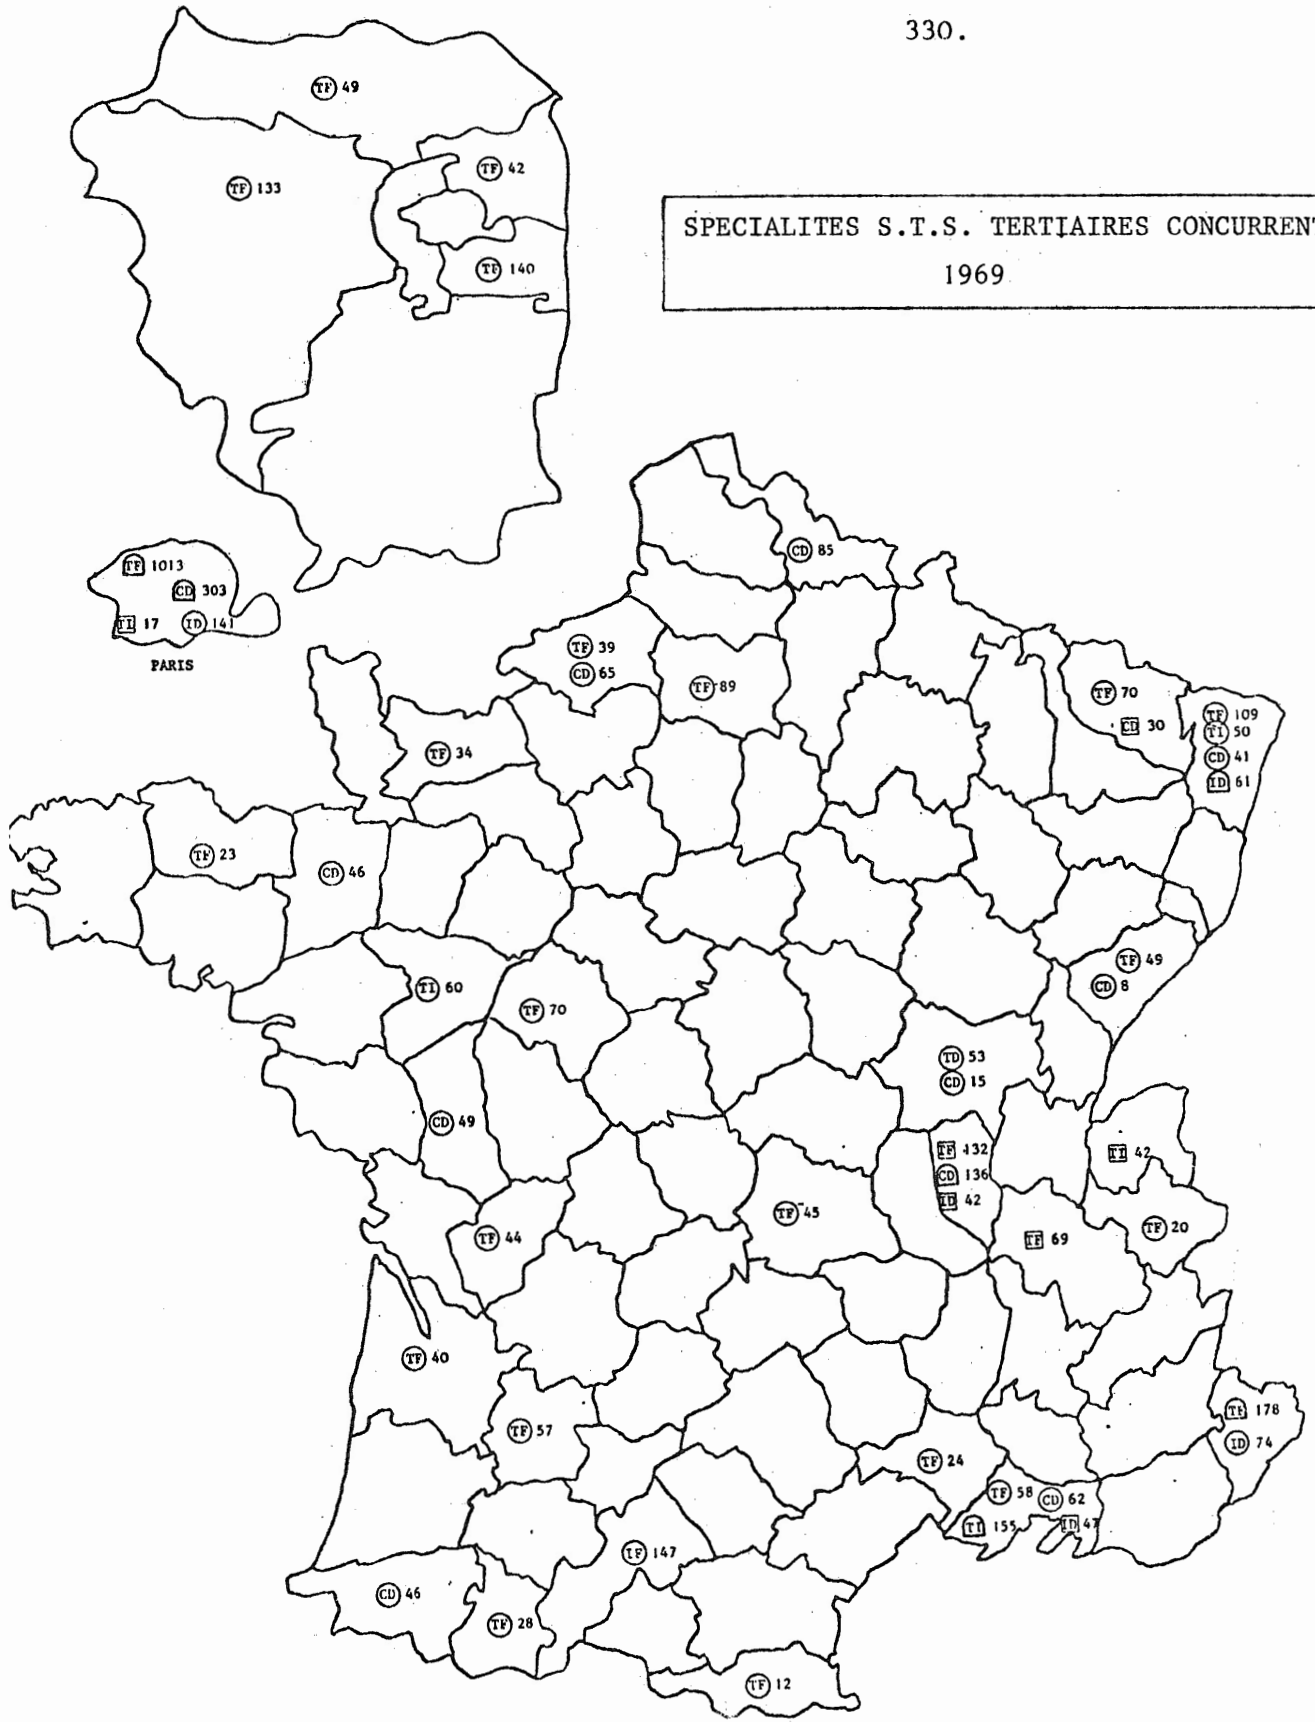 330.
TF 49
TF 133
TF 42
TF 140
SPECIALITES S.T.S. TERTIAIRES CONCURRENT
1969
TF 1013
CD 303
TI 17
ID 141
PARIS
CD 85
TF 39
CD 65
TF 89
TF 70
CD 30
TF 109
TI 50
CD 41
ID 61
TF 34
TF 23
CD 46
TI 60
TF 70
TF 49
CD 8
TD 53
CD 15
CD 49
TF 132
CD 136
ID 42
TI 42
TF 44
TF 45
TF 69
TF 20
TF 40
TF 57
TF 178
ID 74
TF 24
TF 58
CD 62
TI 155
ID 47
TF 147
CD 46
TF 28
TF 12